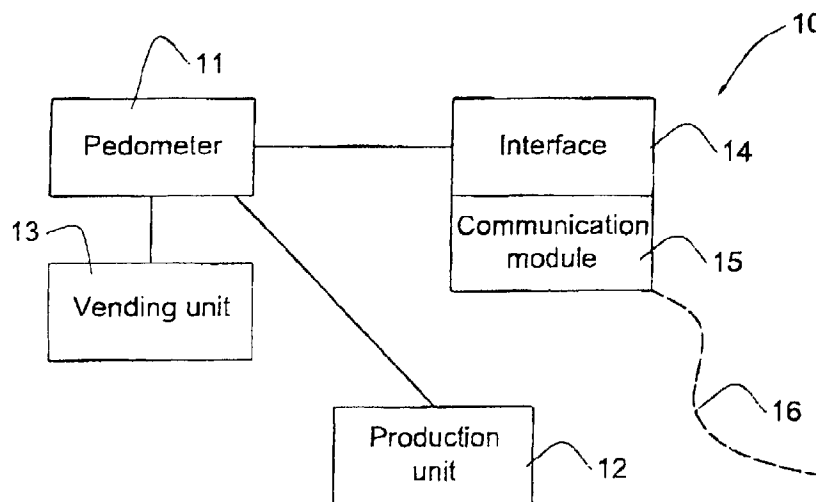 10
11
Pedometer
Interface
14
13
Communication
module
15
Vending unit
16
Production
unit
12